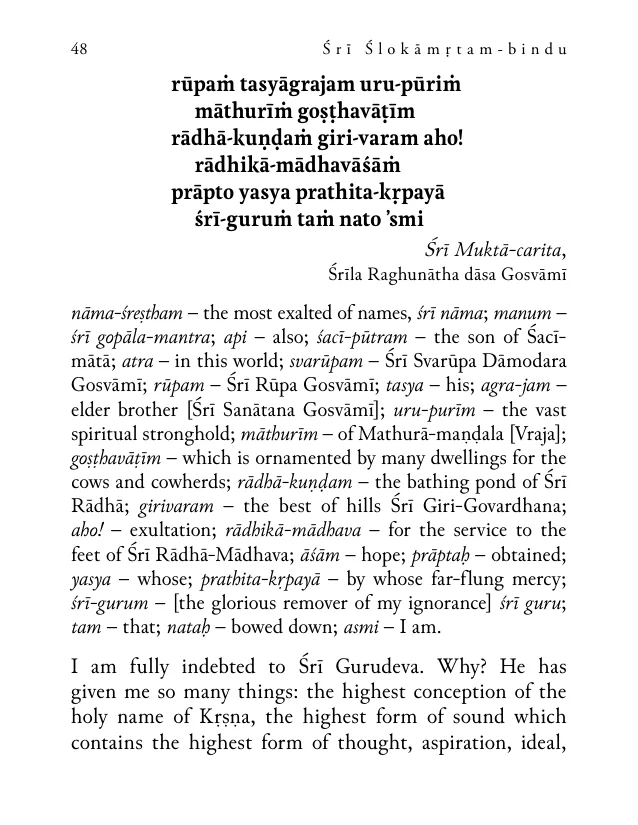 48 Śrī Ślokāmṛtam-bindu
rūpaṁ tasyāgrajam uru-pūriṁ
māthurīṁ goṣṭhavāṭīm
rādhā-kuṇḍaṁ giri-varam aho!
rādhikā-mādhavāśāṁ
prāpto yasya prathita-kṛpayā
śrī-guruṁ taṁ nato ’smi
Śrī Muktā-carita,
Śrīla Raghunātha dāsa Gosvāmī
nāma-śreṣṭham – the most exalted of names, śrī nāma; manum –
śrī gopāla-mantra; api – also; śacī-pūtram – the son of Śacī-
mātā; atra – in this world; svarūpam – Śrī Svarūpa Dāmodara
Gosvāmī; rūpam – Śrī Rūpa Gosvāmī; tasya – his; agra-jam –
elder brother [Śrī Sanātana Gosvāmī]; uru-purīm – the vast
spiritual stronghold; māthurīm – of Mathurā-maṇḍala [Vraja];
goṣṭhavāṭīm – which is ornamented by many dwellings for the
cows and cowherds; rādhā-kuṇḍam – the bathing pond of Śrī
Rādhā; girivaram – the best of hills Śrī Giri-Govardhana;
aho! – exultation; rādhikā-mādhava – for the service to the
feet of Śrī Rādhā-Mādhava; āśām – hope; prāptaḥ – obtained;
yasya – whose; prathita-kṛpayā – by whose far-flung mercy;
śrī-gurum – [the glorious remover of my ignorance] śrī guru;
tam – that; nataḥ – bowed down; asmi – I am.
I am fully indebted to Śrī Gurudeva. Why? He has
given me so many things: the highest conception of the
holy name of Kṛṣṇa, the highest form of sound which
contains the highest form of thought, aspiration, ideal,